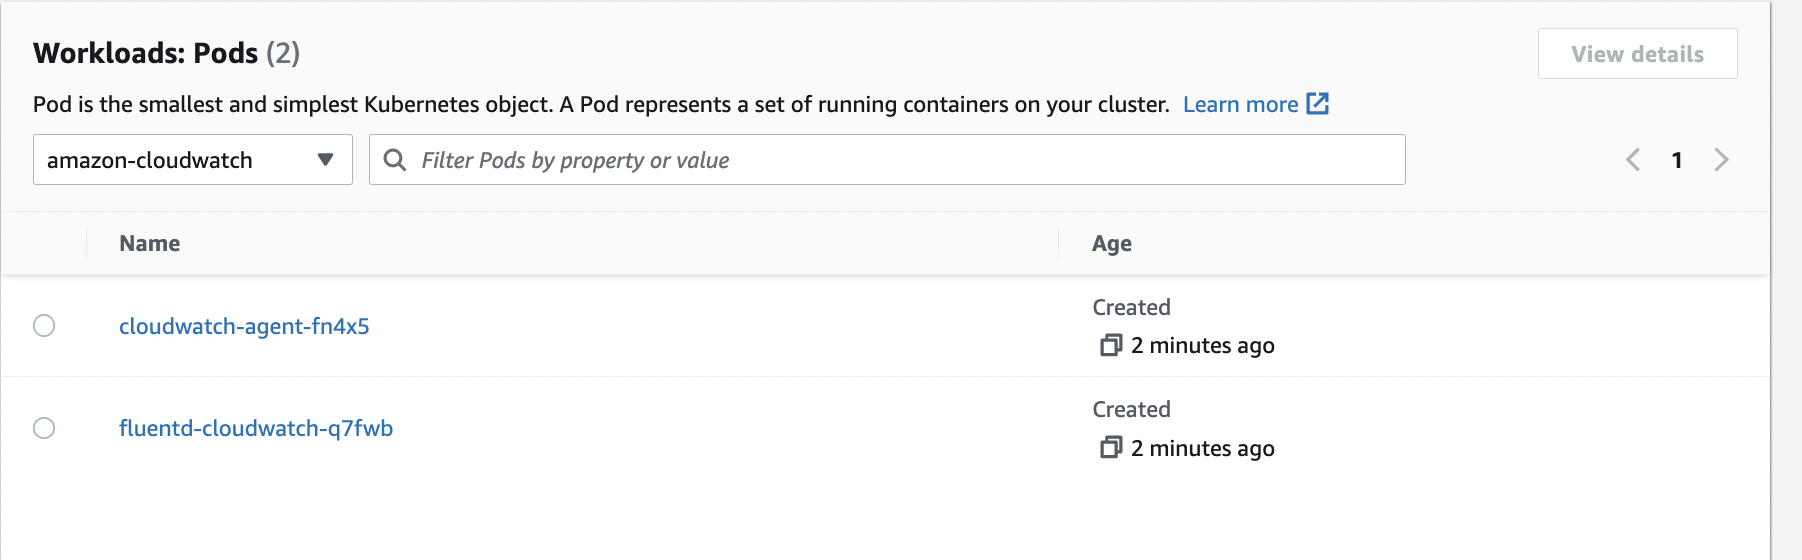 Workloads: Pods (2)
View details
Pod is the smallest and simplest Kubernetes object. A Pod represents a set of running containers on your cluster. Learn more
amazon-cloudwatch
Filter Pods by property or value
1
Name
Age
cloudwatch-agent-fn4x5
Created
2 minutes ago
fluentd-cloudwatch-q7fwb
Created
2 minutes ago